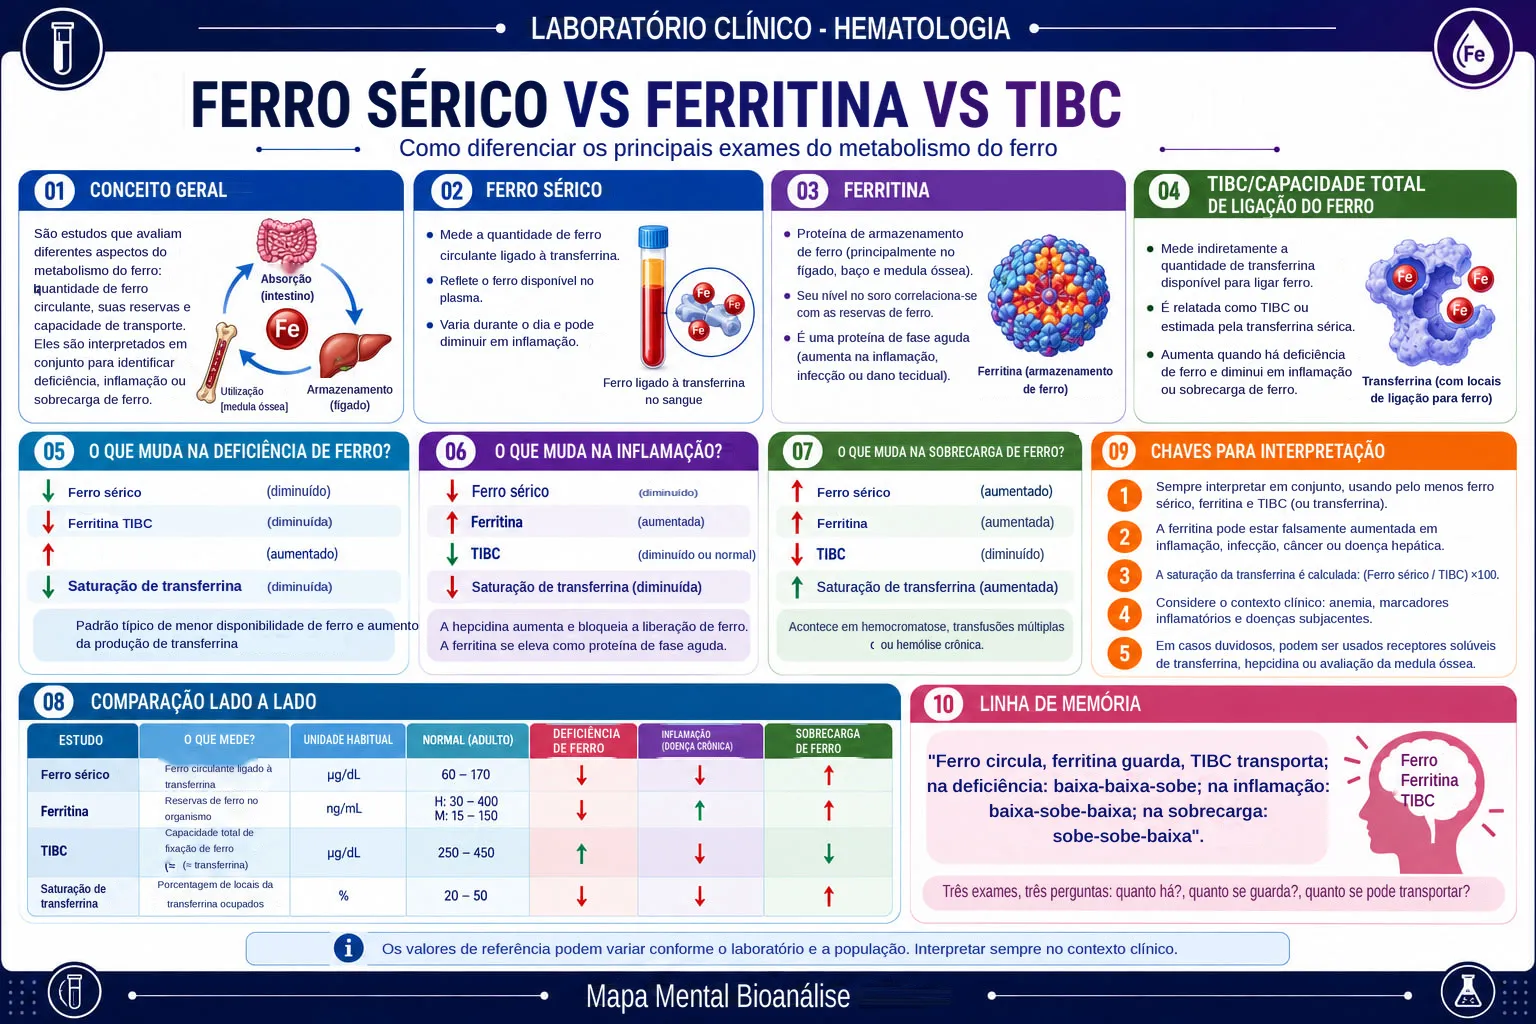 LABORATÓRIO CLÍNICO - HEMATOLOGIA
Fe
FERRO SÉRICO VS FERRITINA VS TIBC
Como diferenciar os principais exames do metabolismo do ferro
01 CONCEITO GERAL
São estudos que avaliam
diferentes aspectos do
metabolismo do ferro:
quantidade de ferro
circulante, suas reservas e
capacidade de transporte.
Eles são interpretados em
conjunto para identificar
deficiência, inflamação ou
sobrecarga de ferro.
Absorção
(intestino)
Fe
Utilização
[medula óssea]
Armazenamento
(fígado)
02 FERRO SÉRICO
• Mede a quantidade de ferro
circulante ligado à transferrina.
• Reflete o ferro disponível no
plasma.
• Varia durante o dia e pode
diminuir em inflamação.
Fe
Fe
Fe
Ferro ligado à transferrina
no sangue
03 FERRITINA
• Proteína de armazenamento
de ferro (principalmente no
fígado, baço e medula óssea).
• Seu nível no soro correlaciona-se
com as reservas de ferro.
• É uma proteína de fase aguda
(aumenta na inflamação,
infecção ou dano tecidual).
Ferritina (armazenamento
de ferro)
04 TIBC/CAPACIDADE TOTAL
DE LIGAÇÃO DO FERRO
• Mede indiretamente a
quantidade de transferrina
disponível para ligar ferro.
• É relatada como TIBC ou
estimada pela transferrina sérica.
• Aumenta quando há deficiência
de ferro e diminui em inflamação
ou sobrecarga de ferro.
Fe
Fe
Fe
Transferrina (com locais
de ligação para ferro)
05 O QUE MUDA NA DEFICIÊNCIA DE FERRO?
↓ Ferro sérico (diminuído)
↓ Ferritina TIBC (diminuída)
↑ (aumentado)
↓ Saturação de transferrina (diminuída)
Padrão típico de menor disponibilidade de ferro e aumento
da produção de transferrina
06 O QUE MUDA NA INFLAMAÇÃO?
↓ Ferro sérico (diminuído)
↑ Ferritina (aumentada)
↓ TIBC (diminuído ou normal)
↓ Saturação de transferrina (diminuída)
A hepcidina aumenta e bloqueia a liberação de ferro.
A ferritina se eleva como proteína de fase aguda.
07 O QUE MUDA NA SOBRECARGA DE FERRO?
↑ Ferro sérico (aumentado)
↑ Ferritina (aumentada)
↓ TIBC (diminuído)
↑ Saturação de transferrina (aumentada)
Acontece em hemocromatose, transfusões múltiplas
ou hemólise crônica.
09 CHAVES PARA INTERPRETAÇÃO
1 Sempre interpretar em conjunto, usando pelo menos ferro
sérico, ferritina e TIBC (ou transferrina).
2 A ferritina pode estar falsamente aumentada em
inflamação, infecção, câncer ou doença hepática.
3 A saturação da transferrina é calculada: (Ferro sérico / TIBC) ×100.
4 Considere o contexto clínico: anemia, marcadores
inflamatórios e doenças subjacentes.
5 Em casos duvidosos, podem ser usados receptores solúveis
de transferrina, hepcidina ou avaliação da medula óssea.
08 COMPARAÇÃO LADO A LADO
ESTUDO O QUE MEDE? UNIDADE HABITUAL NORMAL (ADULTO) DEFICIÊNCIA DE FERRO INFLAMAÇÃO (DOENÇA CRÔNICA) SOBRECARGA DE FERRO
Ferro sérico Ferro circulante ligado à transferrina µg/dL 60 – 170 ↓ ↓ ↑
Ferritina Reservas de ferro no organismo ng/mL H: 30 – 400 M: 15 – 150 ↓ ↑ ↑
TIBC Capacidade total de fixação de ferro (≈ (≈ transferrina) µg/dL 250 – 450 ↑ ↓ ↓
Saturação de transferrina Porcentagem de locais da transferrina ocupados % 20 – 50 ↓ ↓ ↑
10 LINHA DE MEMÓRIA
"Ferro circula, ferritina guarda, TIBC transporta;
na deficiência: baixa-baixa-sobe; na inflamação:
baixa-sobe-baixa; na sobrecarga:
sobe-sobe-baixa".
Ferro
Ferritina
TIBC
Três exames, três perguntas: quanto há?, quanto se guarda?, quanto se pode transportar?
i Os valores de referência podem variar conforme o laboratório e a população. Interpretar sempre no contexto clínico.
Mapa Mental Bioanálise